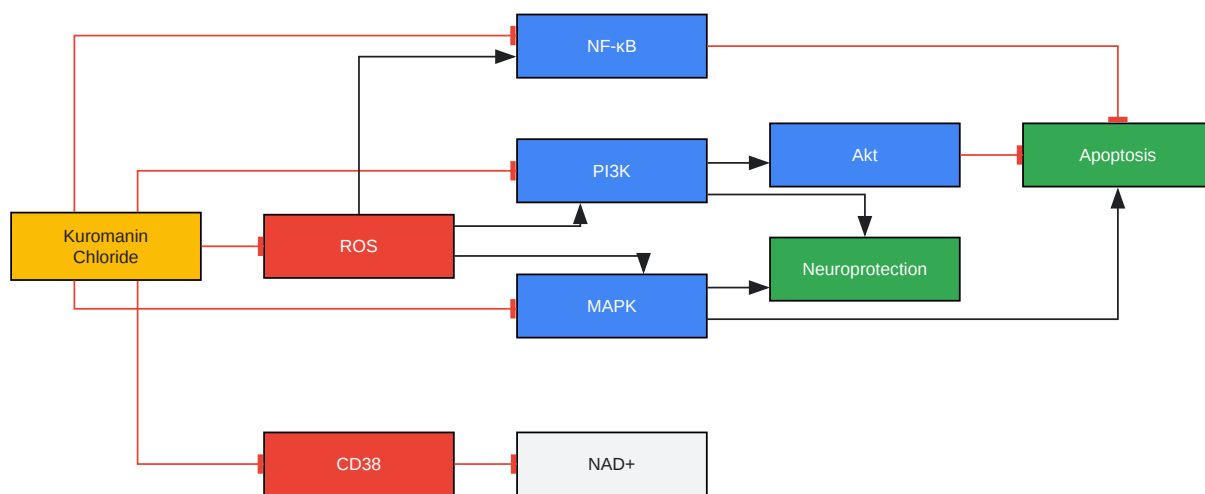 NF-κB
PI3K
Akt
Apoptosis
Kuromanin
Chloride
ROS
Neuroprotection
MAPK
CD38
NAD+